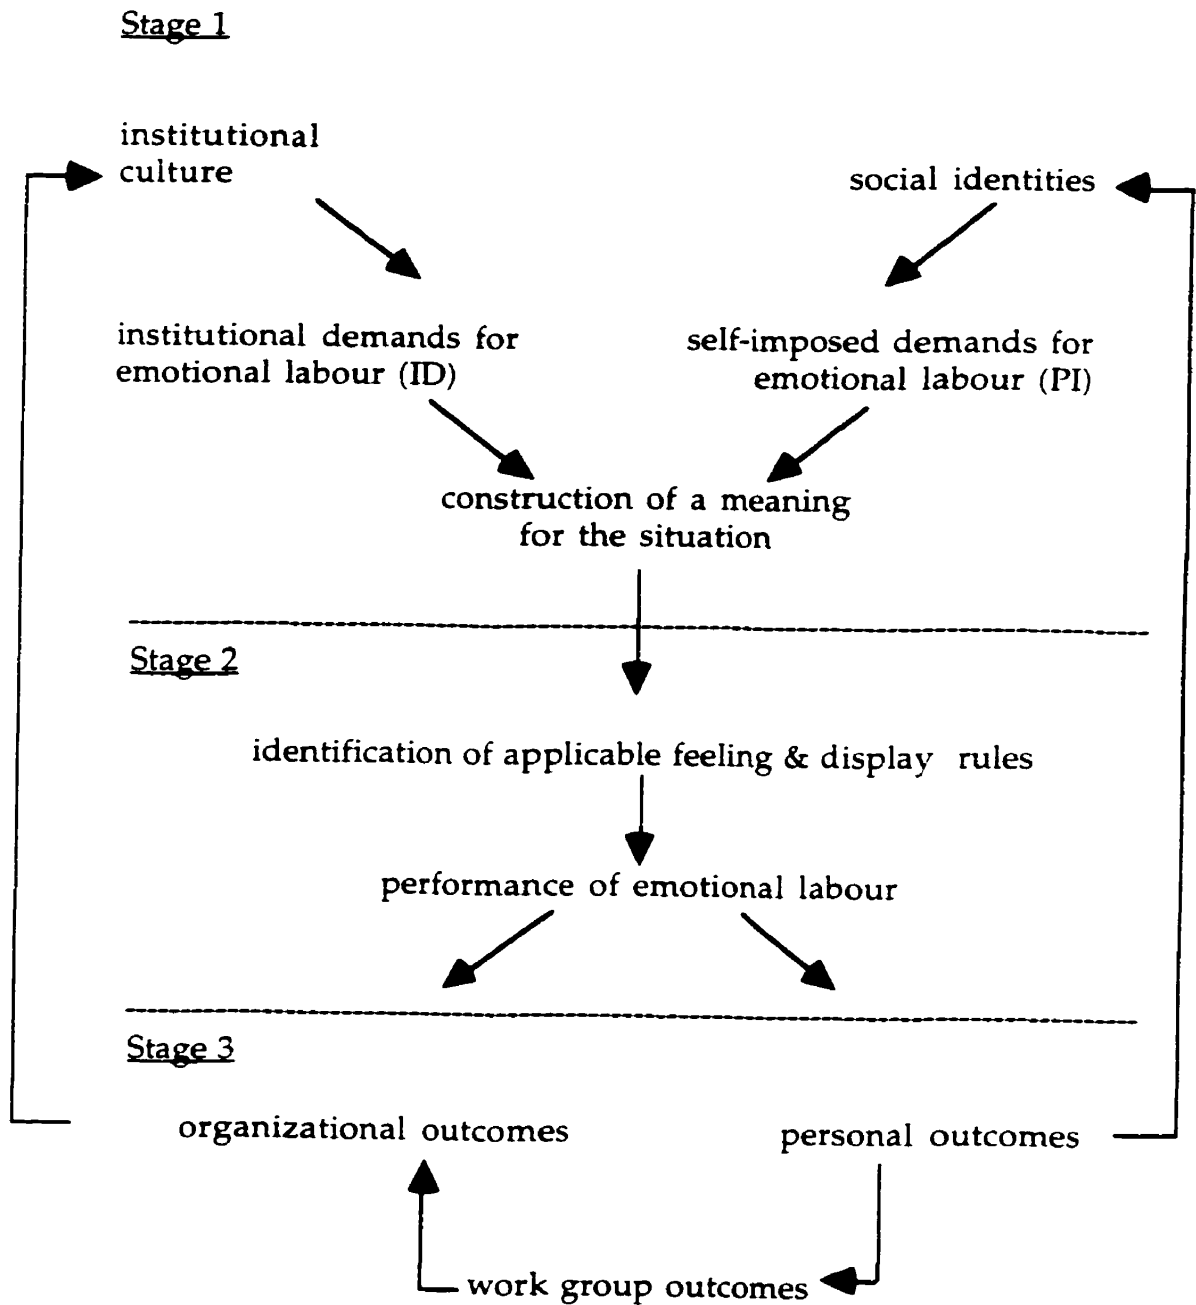 Stage 1
institutional
culture
social identities
institutional demands for
emotional labour (ID)
self-imposed demands for
emotional labour (PI)
construction of a meaning
for the situation
Stage 2
identification of applicable feeling & display rules
performance of emotional labour
Stage 3
organizational outcomes
personal outcomes
work group outcomes